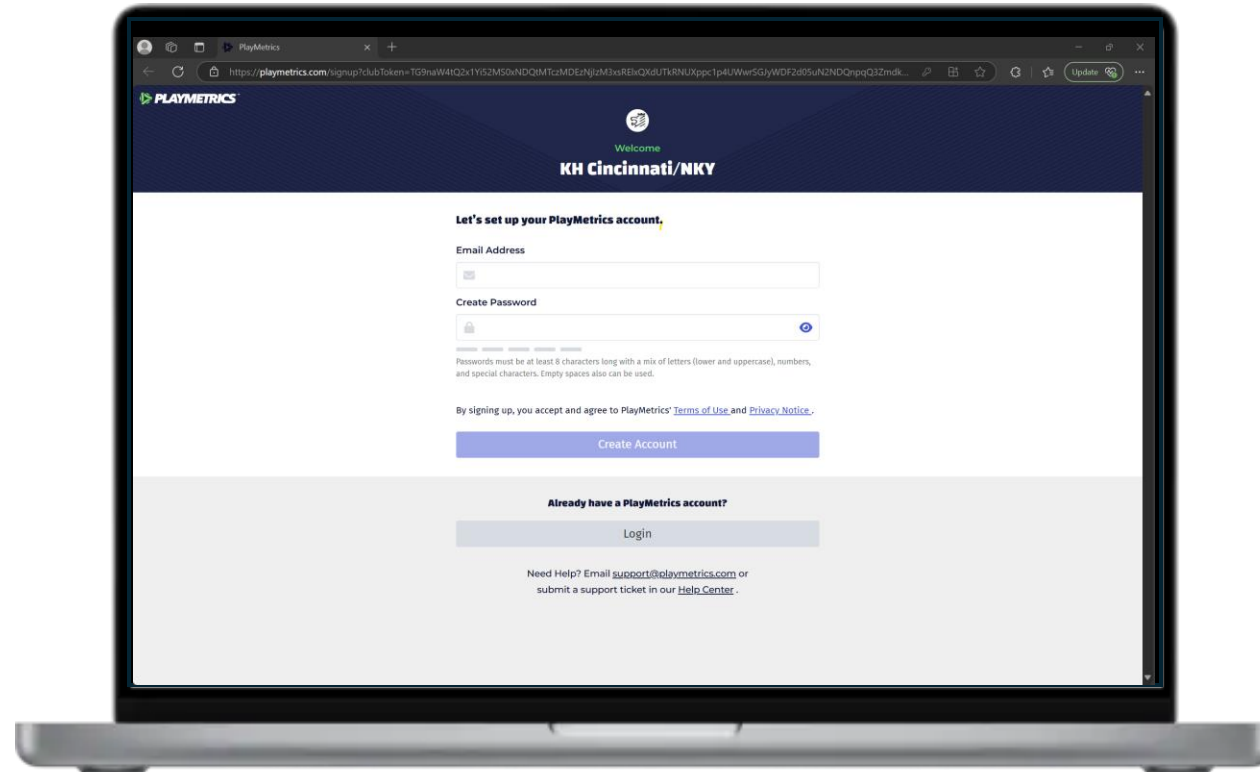 PlayMetrics
https://playmetrics.com/signup?clubToken=
Update
PLAYMETRICS
Welcome
KH Cincinnati/NKY
Let's set up your PlayMetrics account.
Email Address
Create Password
Passwords must be at least 8 characters long with a mix of letters (lower and uppercase), numbers,
and special characters. Empty spaces also can be used.
By signing up, you accept and agree to PlayMetrics' Terms of Use and Privacy Notice .
Create Account
Already have a PlayMetrics account?
Login
Need Help? Email support@playmetrics.com or
submit a support ticket in our Help Center .